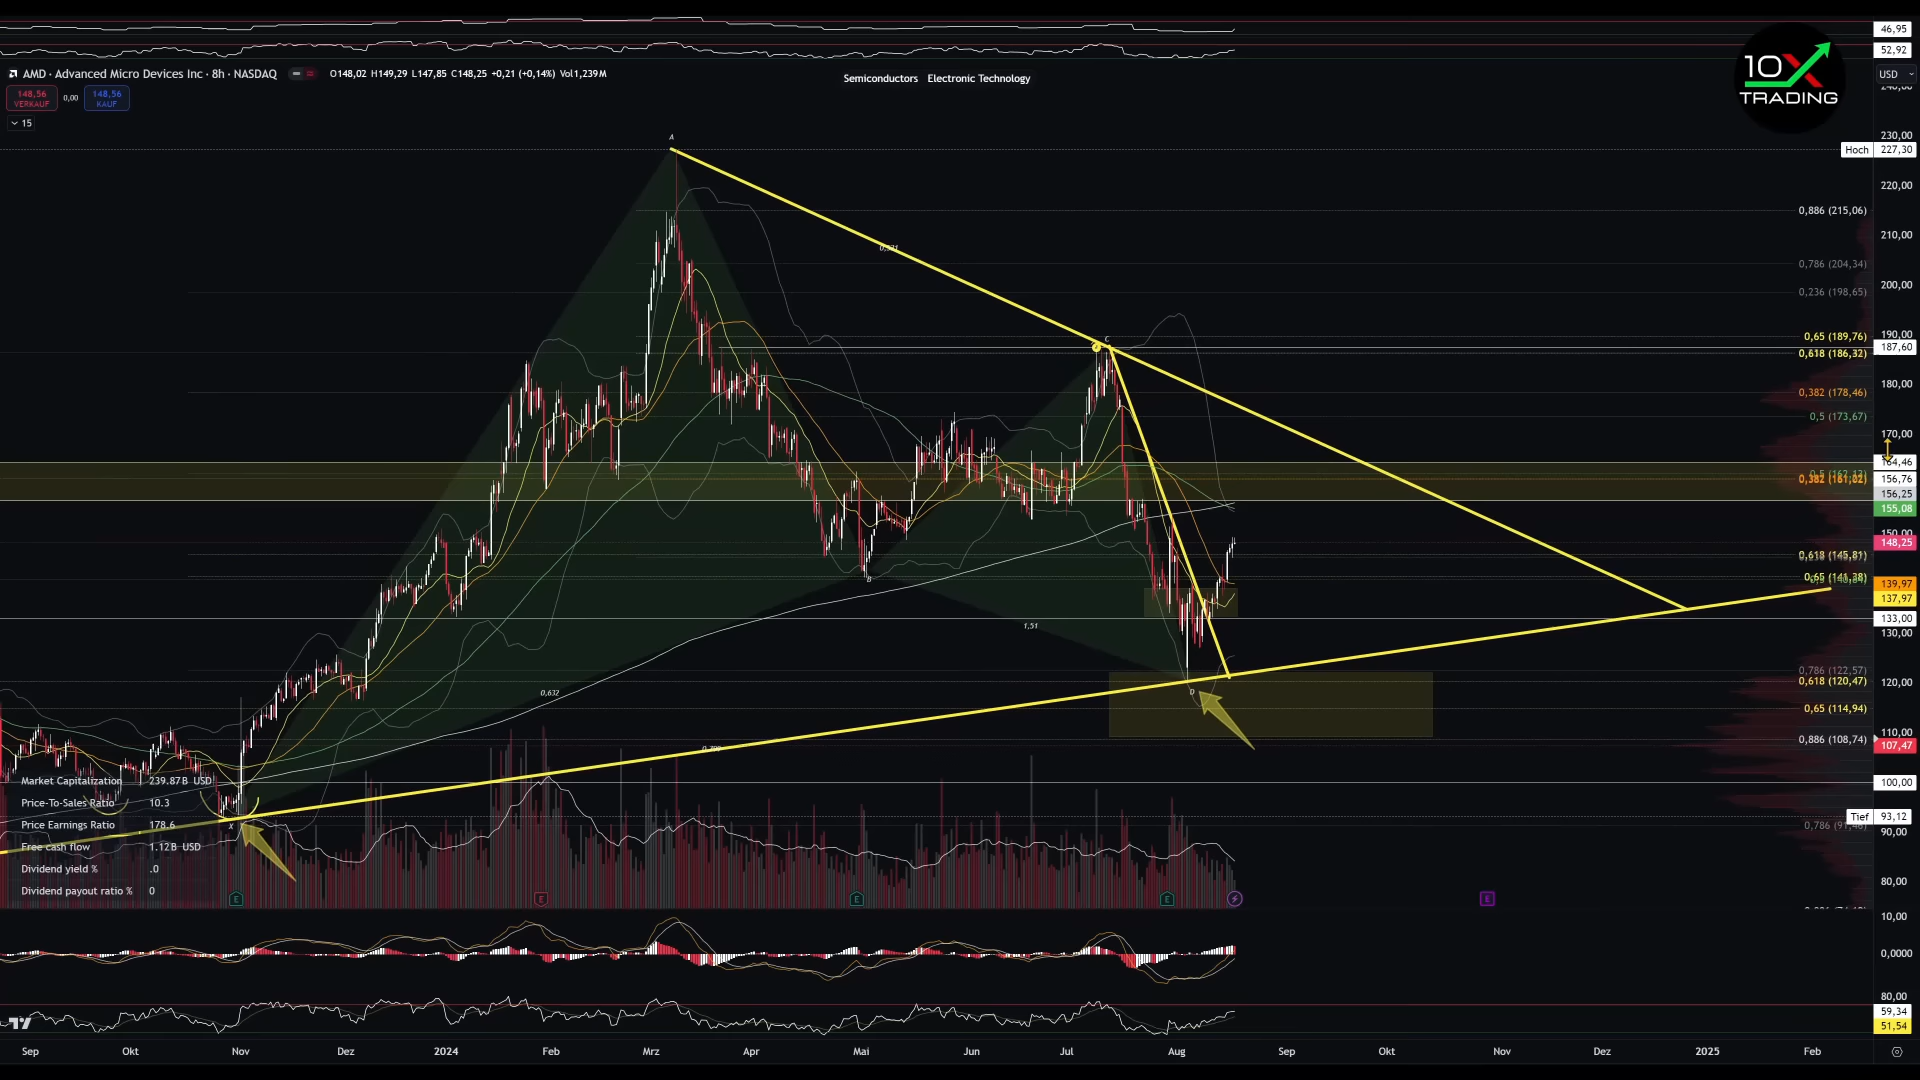 46,95
52,92
AMD · Advanced Micro Devices Inc · 8h · NASDAQ O148,02 H149,29 L147,85 C148,25 +0,21 (+0,14%) Vol1,239M
Semiconductors Electronic Technology
10X
TRADING
USD
148,56
VERKAUF
0,00
148,56
KAUF
15
A
230,00
Hoch 227,30
220,00
0,886 (215,06)
210,00
0,786 (204,34)
0,236 (198,65)
200,00
190,00
0,65 (189,76)
C
187,60
0,618 (186,32)
180,00
0,382 (178,46)
0,5 (173,67)
170,00
164,46
156,76
156,25
155,08
150,00
148,25
0,618 (145,81)
0,65 (141,38)
B
139,97
137,97
133,00
1,51
130,00
0,786 (122,57)
0,618 (120,47)
120,00
0,632
D
0,65 (114,94)
110,00
0,886 (108,74)
107,47
Market Capitalization 239.87B USD
100,00
Price-To-Sales Ratio 10.3
Tief 93,12
Price Earnings Ratio 178.6
X
90,00
Free cash flow 1.12B USD
Dividend yield % .0
80,00
Dividend payout ratio % 0
E E E E E
10,00
0,0000
80,00
59,34
51,54
Sep Okt Nov Dez 2024 Feb Mrz Apr Mai Jun Jul Aug Sep Okt Nov Dez 2025 Feb